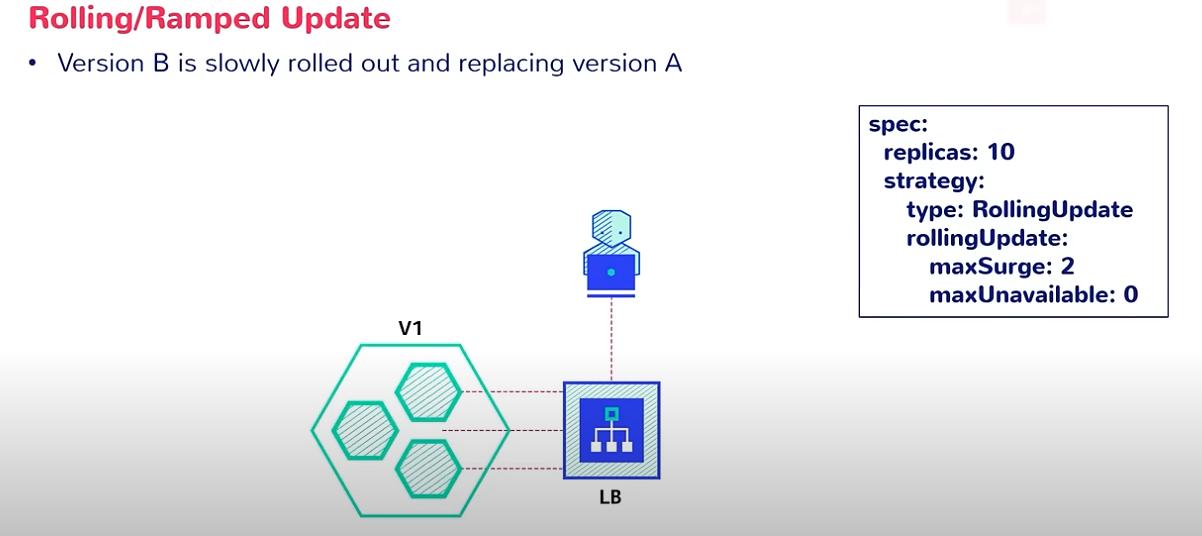 Rolling/Ramped Update
• Version B is slowly rolled out and replacing version A
spec:
replicas: 10
strategy:
type: RollingUpdate
rollingUpdate:
maxSurge: 2
maxUnavailable: 0
V1
LB